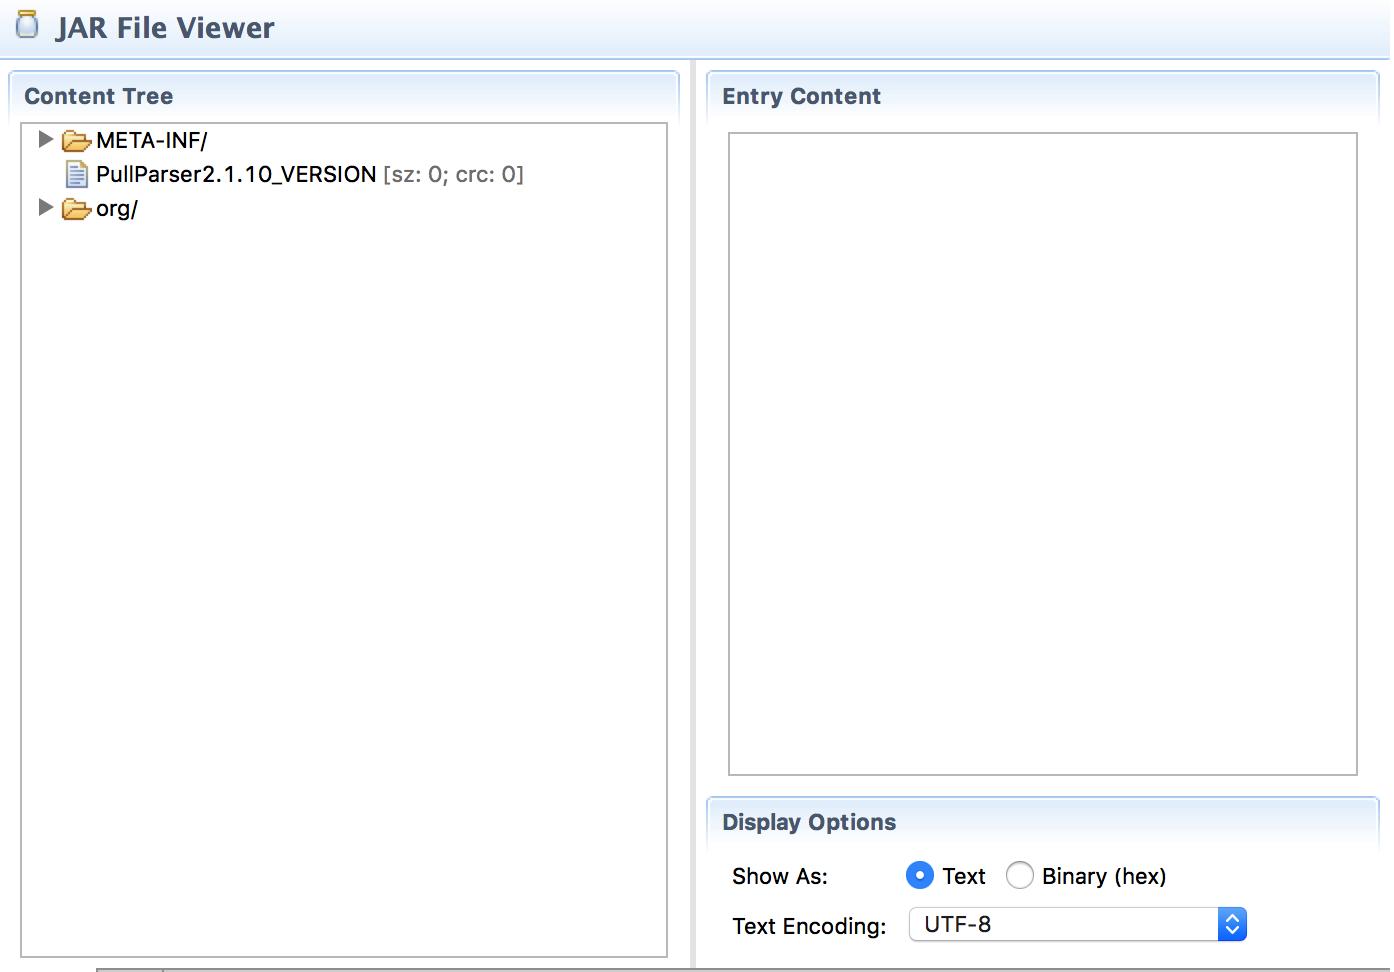 JAR File Viewer
Content Tree
META-INF/
PullParser2.1.10_VERSION [sz: 0; crc: 0]
org/
Entry Content
Display Options
Show As: Text Binary (hex)
Text Encoding: UTF-8